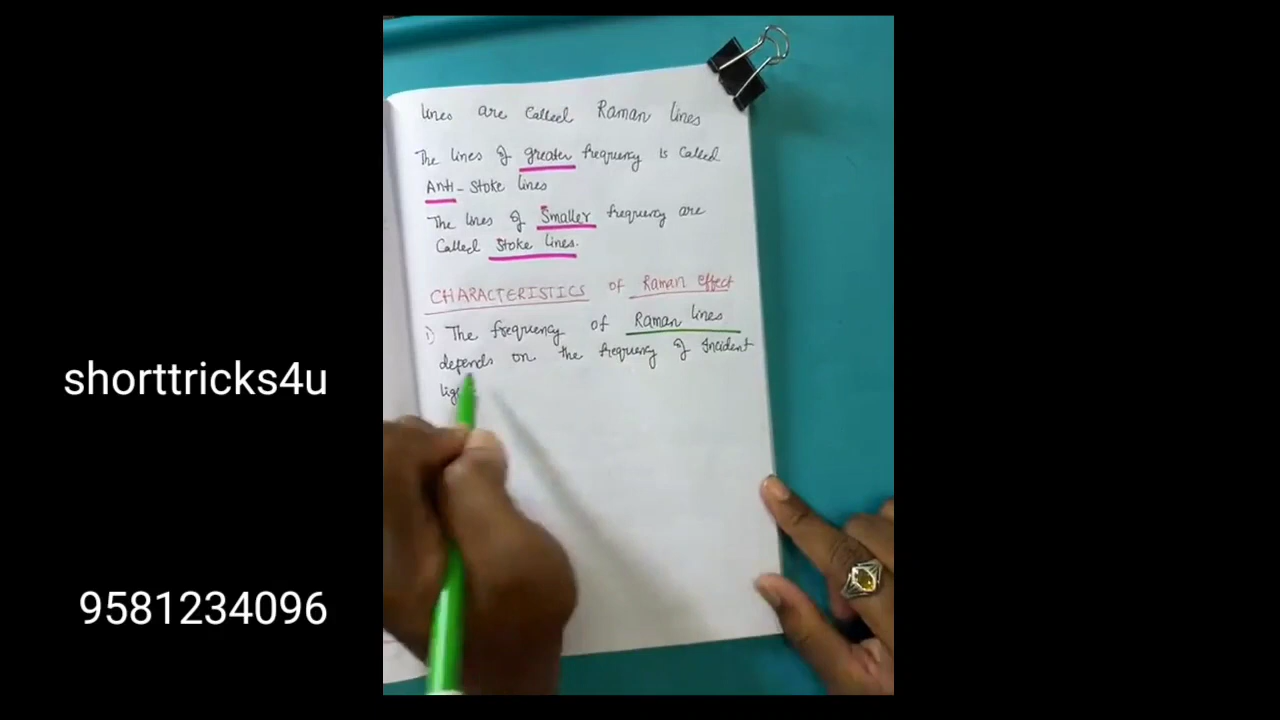 lines are Called Raman lines
The lines of greater frequency is Called
Anti-Stoke lines
The lines of Smaller frequency are
Called Stoke lines.
CHARACTERISTICS of Raman effect
1) The frequency of Raman lines
depends on the frequency of Incident
shorttricks4u
9581234096